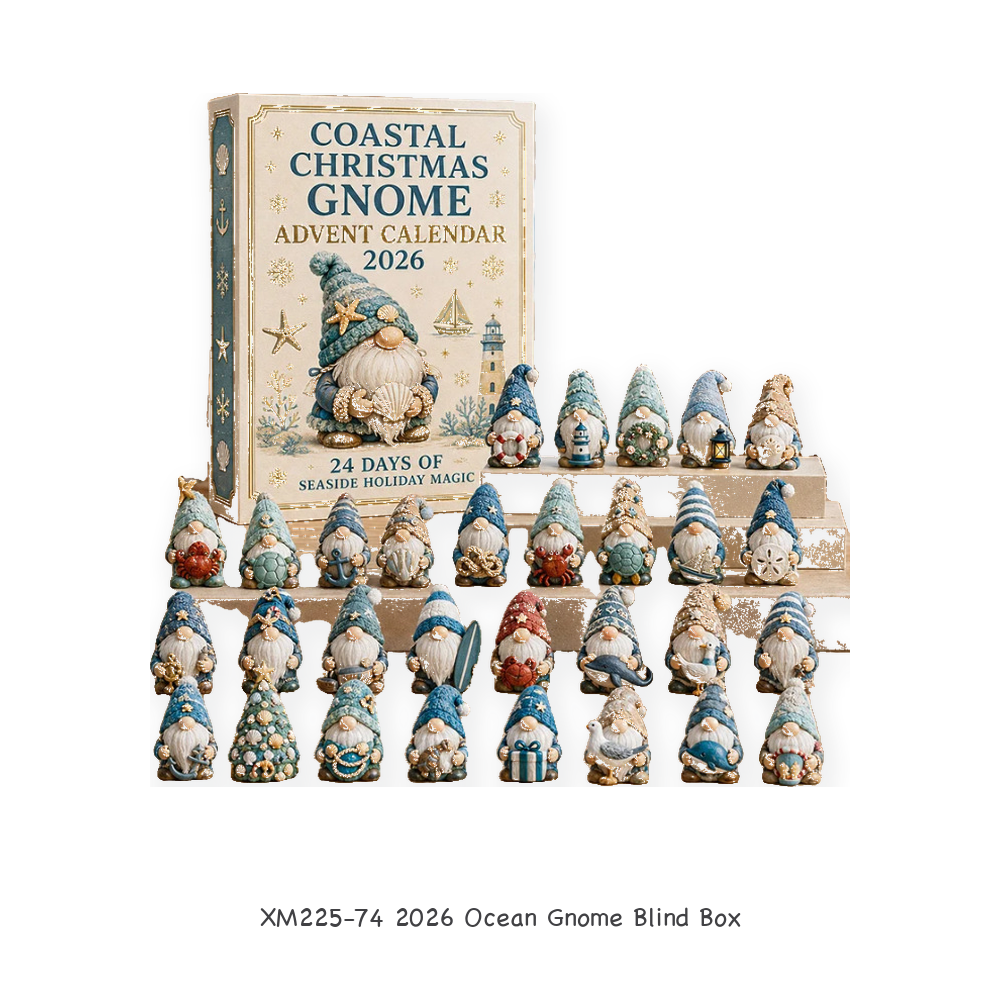 COASTAL
CHRISTMAS
GNOME
ADVENT CALENDAR
2026
24 DAYS OF
SEASIDE HOLIDAY MAGIC
XM225-74 2026 Ocean Gnome Blind Box